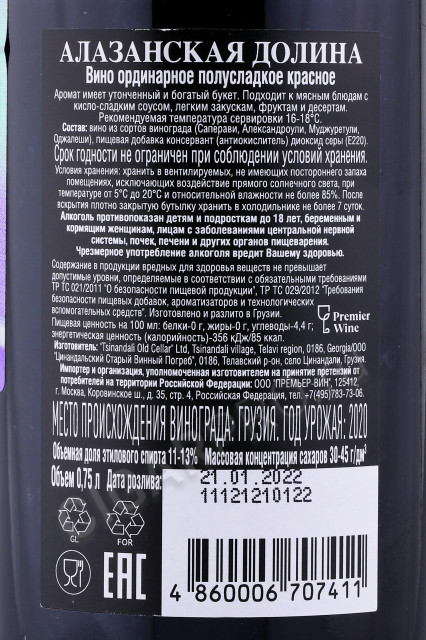 АЛАЗАНСКАЯ ДОЛИНА
Вино ординарное полусладкое красное
Аромат имеет утонченный и богатый букет. Подходит к мясным блюдам с
кисло-сладким соусом, легким закускам, фруктам и десертам.
Рекомендуемая температура сервировки 16-18°С.
Состав: вино из сортов винограда (Саперави, Александроули, Муджуретули,
Оджалеши), пищевая добавка консервант (антиокислитель) диоксид серы (Е220).
Срок годности не ограничен при соблюдении условий хранения.
Условия хранения: хранить в вентилируемых, не имеющих постороннего запаха
помещениях, исключающих воздействие прямого солнечного света, при
температуре от 5°С до 20°С и относительной влажности не более 85%. После
вскрытия плотно закрытую бутылку хранить в холодильнике не более 7 суток.
Алкоголь противопоказан детям и подросткам до 18 лет, беременным и
кормящим женщинам, лицам с заболеваниями центральной нервной
системы, почек, печени и других органов пищеварения.
Чрезмерное употребление алкоголя вредит Вашему здоровью.
Содержание в продукции вредных для здоровья веществ не превышает
допустимые уровни, определяемые в соответствии с обязательными требованиями
ТР ТС 021/2011 "О безопасности пищевой продукции", ТР ТС 029/2012 "Требования
безопасности пищевых добавок, ароматизаторов и технологических
вспомогательных средств". Изготовлено и разлито в Грузии.
Premier
Wine
Пищевая ценность на 100 мл: белки-0 г, жиры-0 г, углеводы-4,4 г;
энергетическая ценность (калорийность)-356 кДж/85 ккал.
Изготовитель: "Tsinandali Old Cellar" Ltd, Tsinandali village, Telavi region, 0186, Georgia/ООО
"Цинандальский Старый Винный Погреб", 0186, Телавский р-он, село Цинандали, Грузия.
Импортер и организация, уполномоченная изготовителем на принятие претензий от
потребителей на территории Российской Федерации: ООО "ПРЕМЬЕР-ВИН", 125412,
г. Москва, Коровинское ш., д. 35, стр. 4, Российская Федерация, тел. +7(495)783-73-06.
МЕСТО ПРОИСХОЖДЕНИЯ ВИНОГРАДА: ГРУЗИЯ. ГОД УРОЖАЯ: 2020
Объемная доля этилового спирта 11-13% Массовая концентрация сахаров 30-45 г/дм³
Объем 0,75 л Дата розлива: 21.01.2022
11121210122
GL FOR
EAC
4 860006 707411